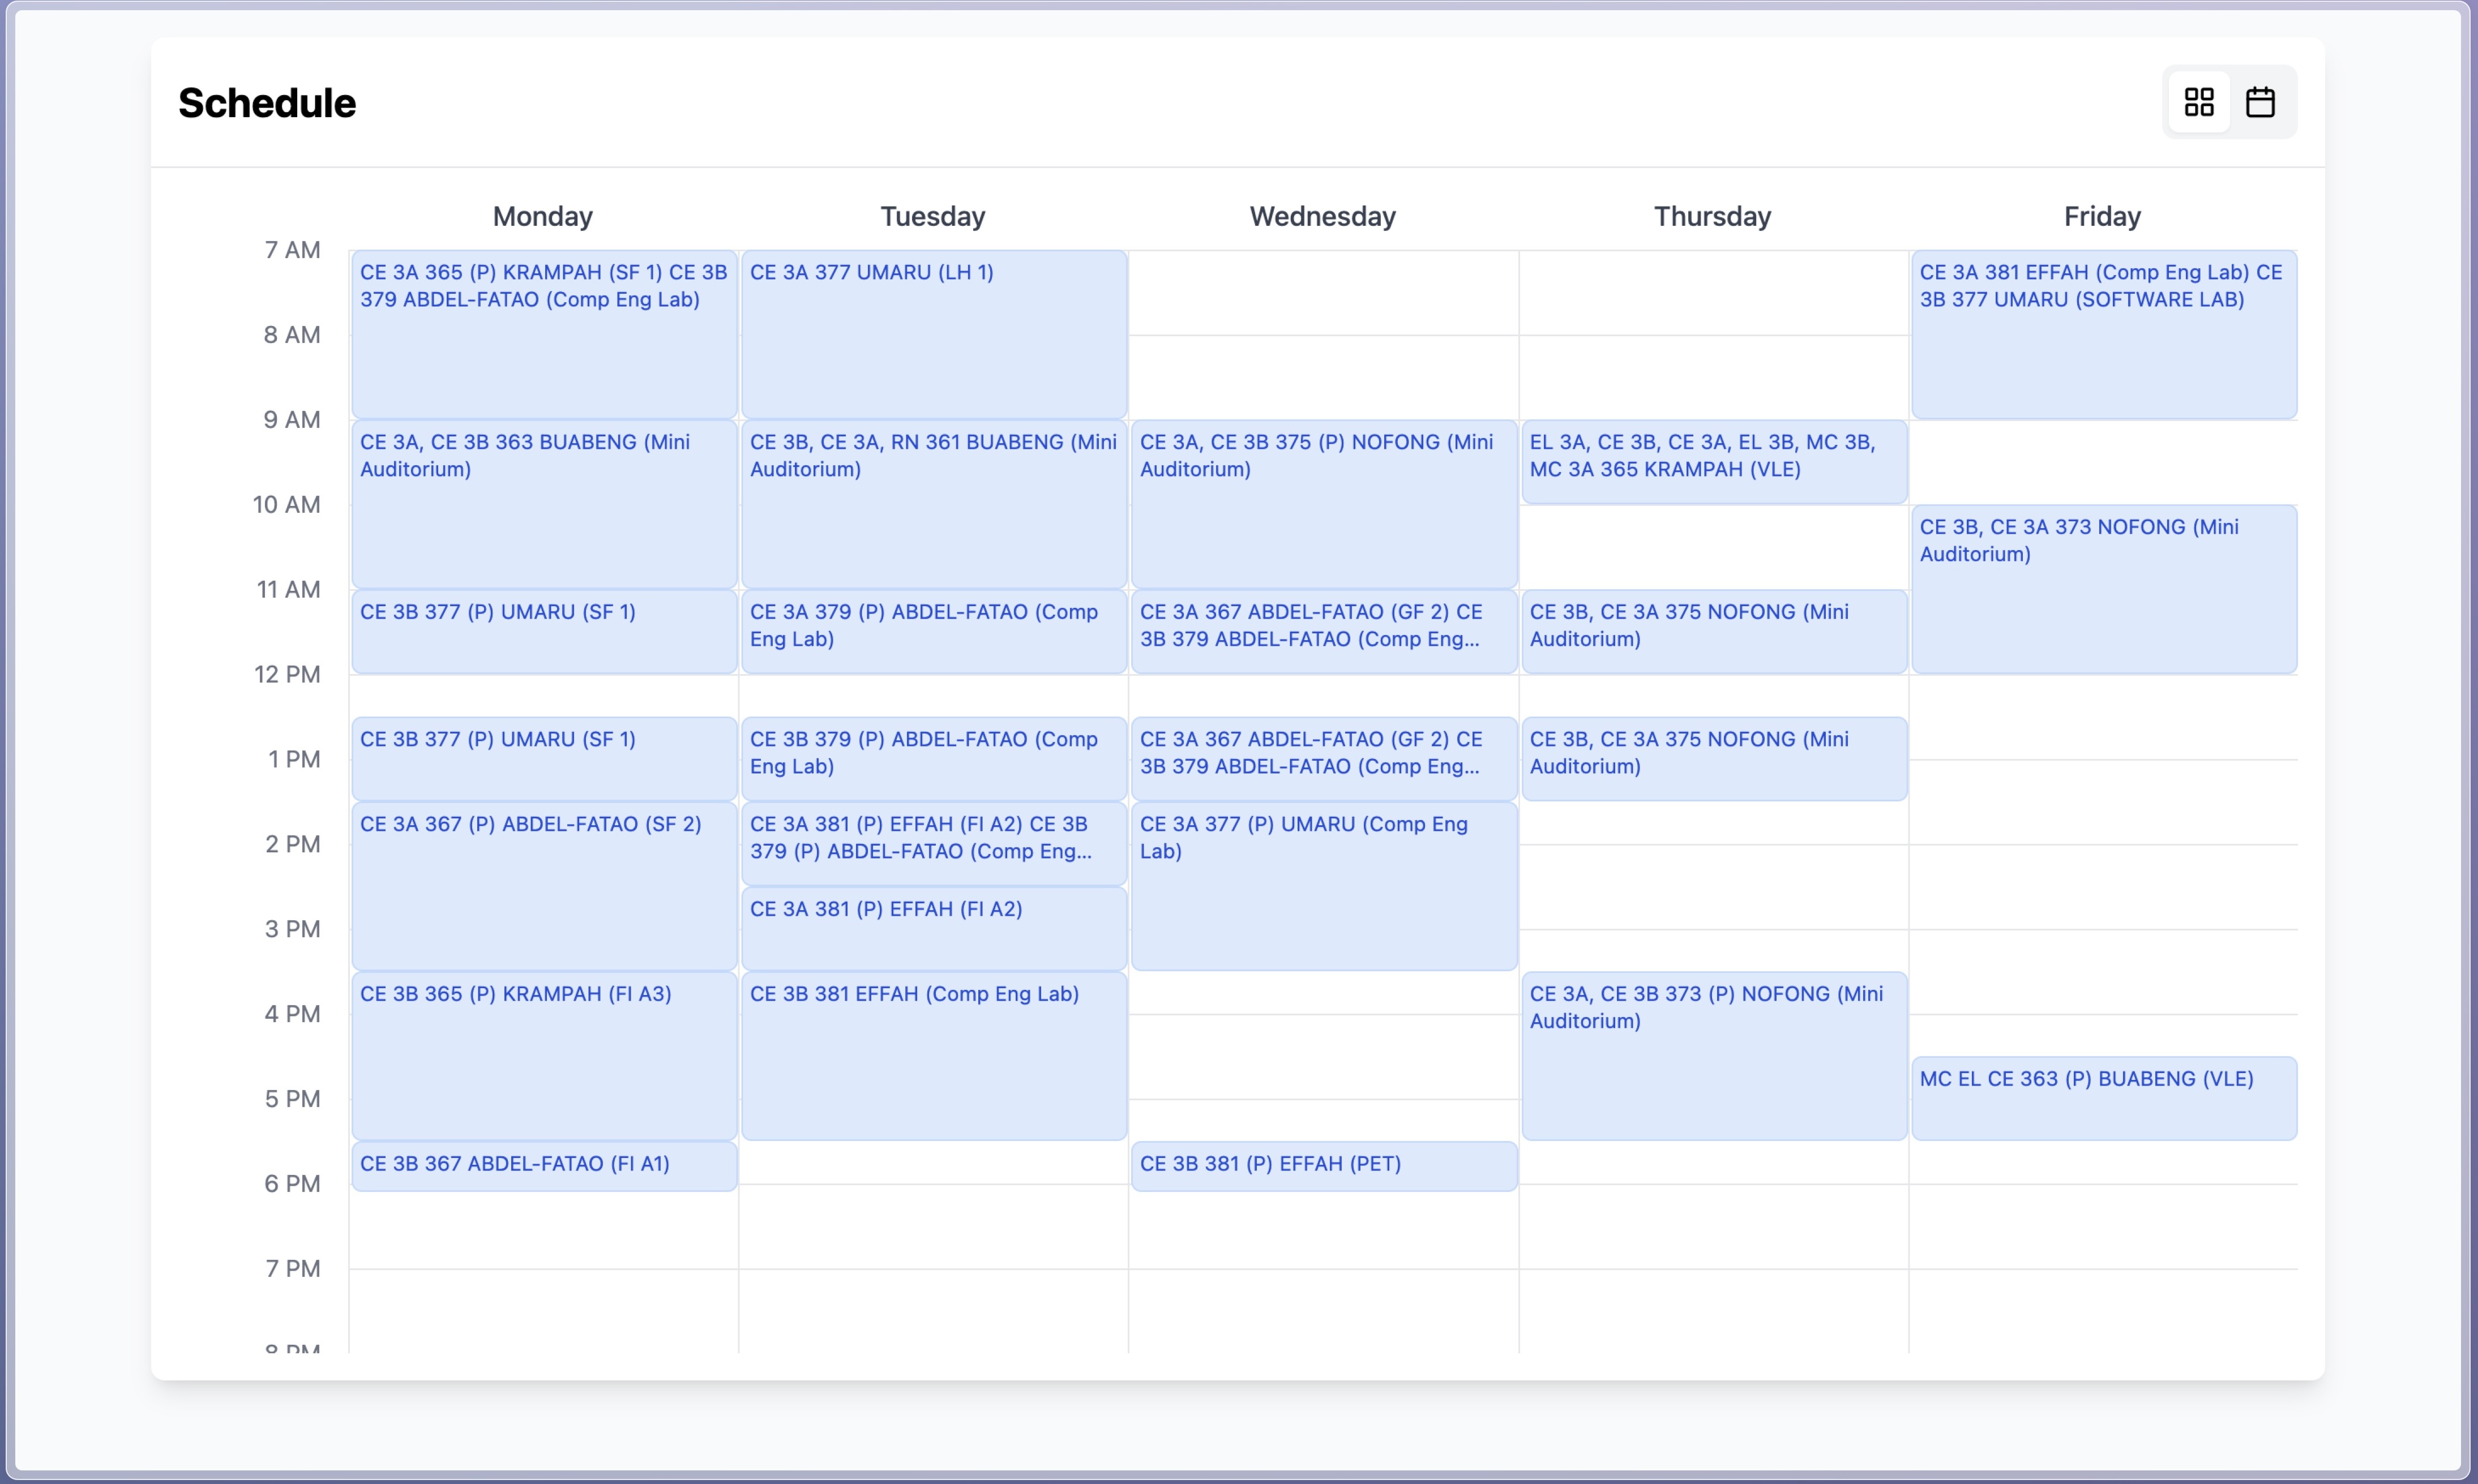 Schedule
Monday
Tuesday
Wednesday
Thursday
Friday
7 AM
8 AM
9 AM
10 AM
11 AM
12 PM
1 PM
2 PM
3 PM
4 PM
5 PM
6 PM
7 PM
8 PM
CE 3A 365 (P) KRAMPAH (SF 1) CE 3B
379 ABDEL-FATAO (Comp Eng Lab)
CE 3A, CE 3B 363 BUABENG (Mini
Auditorium)
CE 3B 377 (P) UMARU (SF 1)
CE 3B 377 (P) UMARU (SF 1)
CE 3A 367 (P) ABDEL-FATAO (SF 2)
CE 3B 365 (P) KRAMPAH (FI A3)
CE 3B 367 ABDEL-FATAO (FI A1)
CE 3A 377 UMARU (LH 1)
CE 3B, CE 3A, RN 361 BUABENG (Mini
Auditorium)
CE 3A 379 (P) ABDEL-FATAO (Comp
Eng Lab)
CE 3B 379 (P) ABDEL-FATAO (Comp
Eng Lab)
CE 3A 381 (P) EFFAH (FI A2) CE 3B
379 (P) ABDEL-FATAO (Comp Eng...
CE 3A 381 (P) EFFAH (FI A2)
CE 3B 381 EFFAH (Comp Eng Lab)
CE 3A, CE 3B 375 (P) NOFONG (Mini
Auditorium)
CE 3A 367 ABDEL-FATAO (GF 2) CE
3B 379 ABDEL-FATAO (Comp Eng...
CE 3A 367 ABDEL-FATAO (GF 2) CE
3B 379 ABDEL-FATAO (Comp Eng...
CE 3A 377 (P) UMARU (Comp Eng
Lab)
CE 3B 381 (P) EFFAH (PET)
EL 3A, CE 3B, CE 3A, EL 3B, MC 3B,
MC 3A 365 KRAMPAH (VLE)
CE 3B, CE 3A 375 NOFONG (Mini
Auditorium)
CE 3B, CE 3A 375 NOFONG (Mini
Auditorium)
CE 3A, CE 3B 373 (P) NOFONG (Mini
Auditorium)
CE 3A 381 EFFAH (Comp Eng Lab) CE
3B 377 UMARU (SOFTWARE LAB)
CE 3B, CE 3A 373 NOFONG (Mini
Auditorium)
MC EL CE 363 (P) BUABENG (VLE)